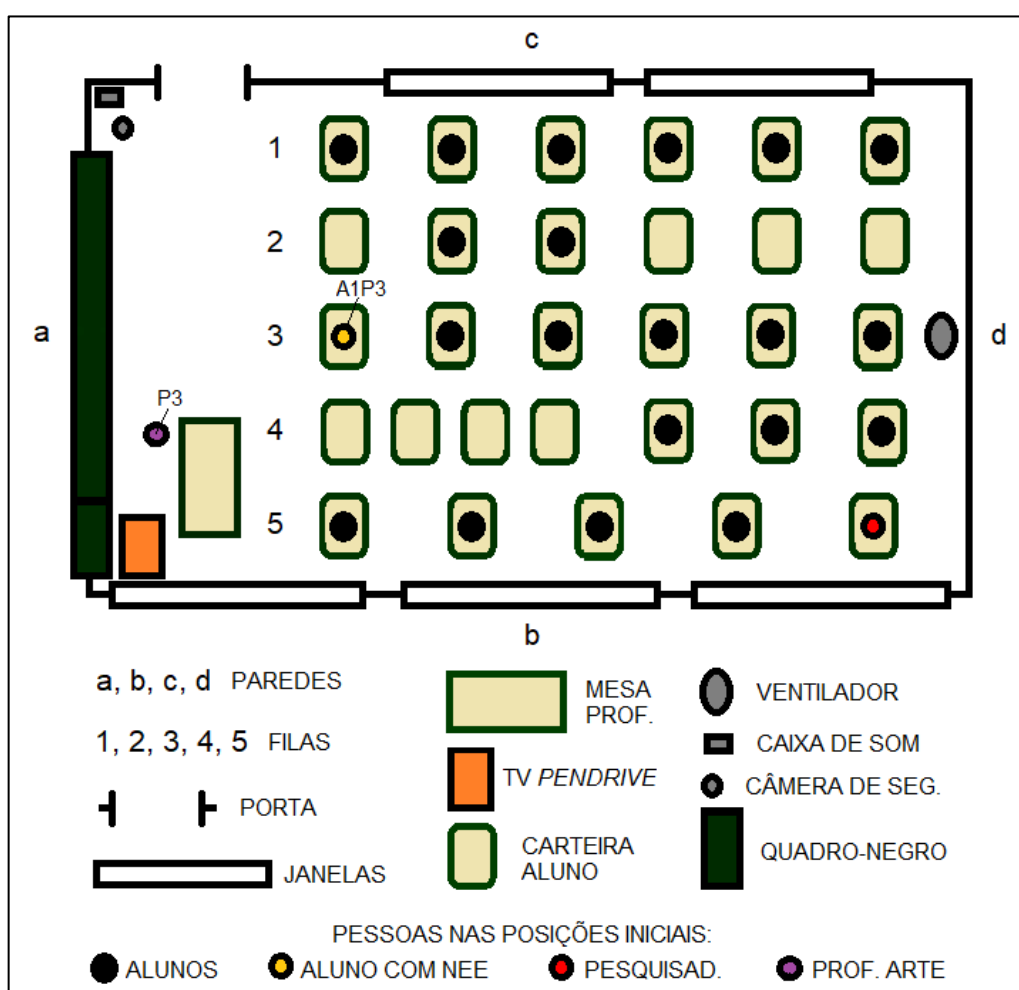 c
1
2
A1P3
a
3
d
P3
4
5
b
a, b, c, d PAREDES
1, 2, 3, 4, 5 FILAS
PORTA
JANELAS
MESA
PROF.
TV PENDRIVE
CARTEIRA
ALUNO
VENTILADOR
CAIXA DE SOM
CÂMERA DE SEG.
QUADRO-NEGRO
PESSOAS NAS POSIÇÕES INICIAIS:
ALUNOS ALUNO COM NEE PESQUISAD. PROF. ARTE